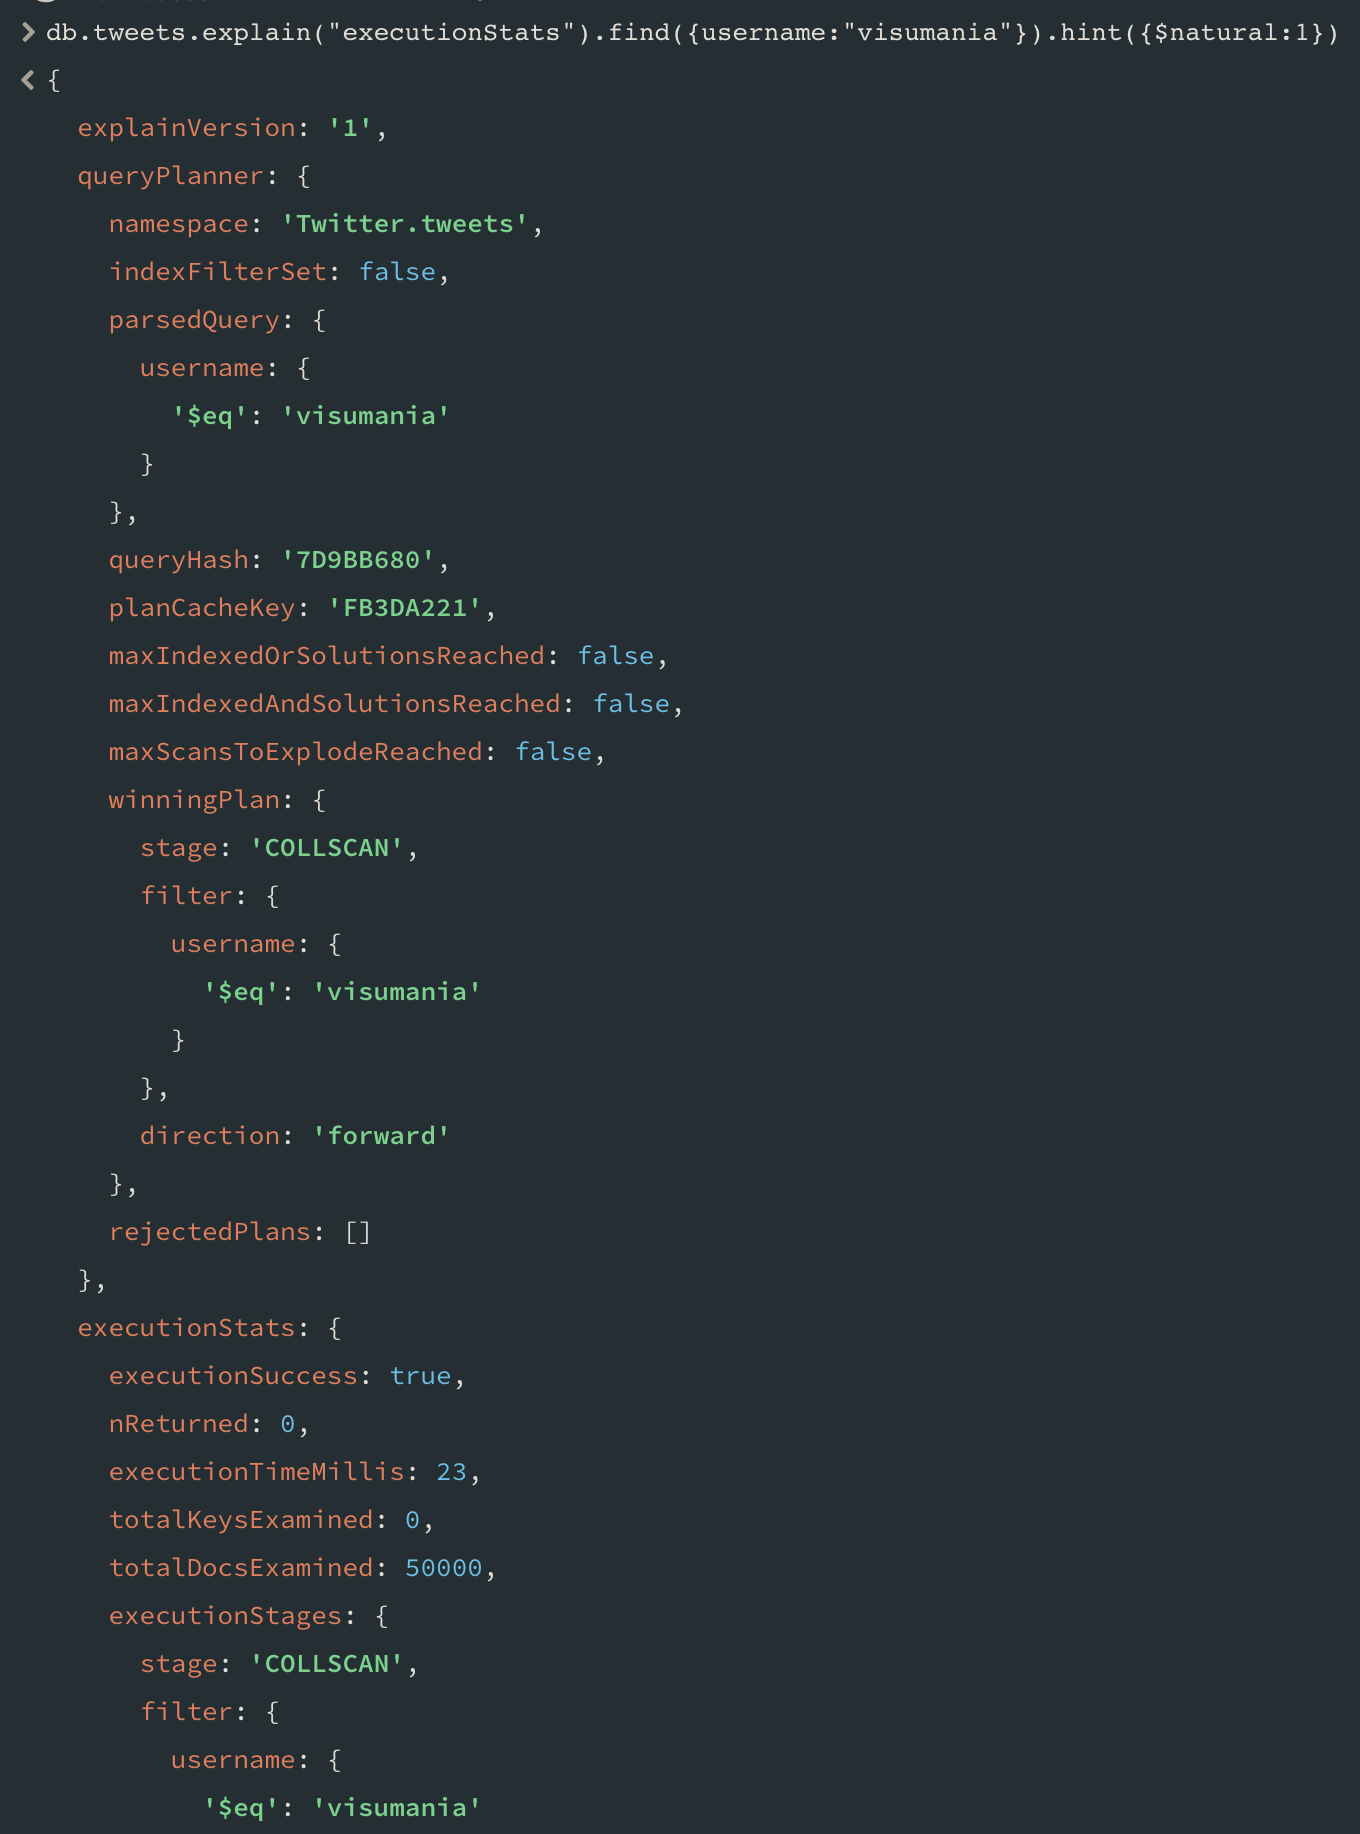 db.tweets.explain("executionStats").find({username:"visumania"}).hint({$natural:1})
{
explainVersion: '1',
queryPlanner: {
namespace: 'Twitter.tweets',
indexFilterSet: false,
parsedQuery: {
username: {
'$eq': 'visumania'
}
},
queryHash: '7D9BB680',
planCacheKey: 'FB3DA221',
maxIndexedOrSolutionsReached: false,
maxIndexedAndSolutionsReached: false,
maxScansToExplodeReached: false,
winningPlan: {
stage: 'COLLSCAN',
filter: {
username: {
'$eq': 'visumania'
}
},
direction: 'forward'
},
rejectedPlans: []
},
executionStats: {
executionSuccess: true,
nReturned: 0,
executionTimeMillis: 23,
totalKeysExamined: 0,
totalDocsExamined: 50000,
executionStages: {
stage: 'COLLSCAN',
filter: {
username: {
'$eq': 'visumania'